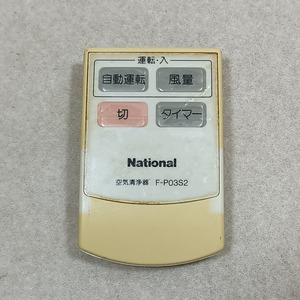 運転・入
自動運転 風量
切 タイマー
National
空気清浄器 F-P03S2